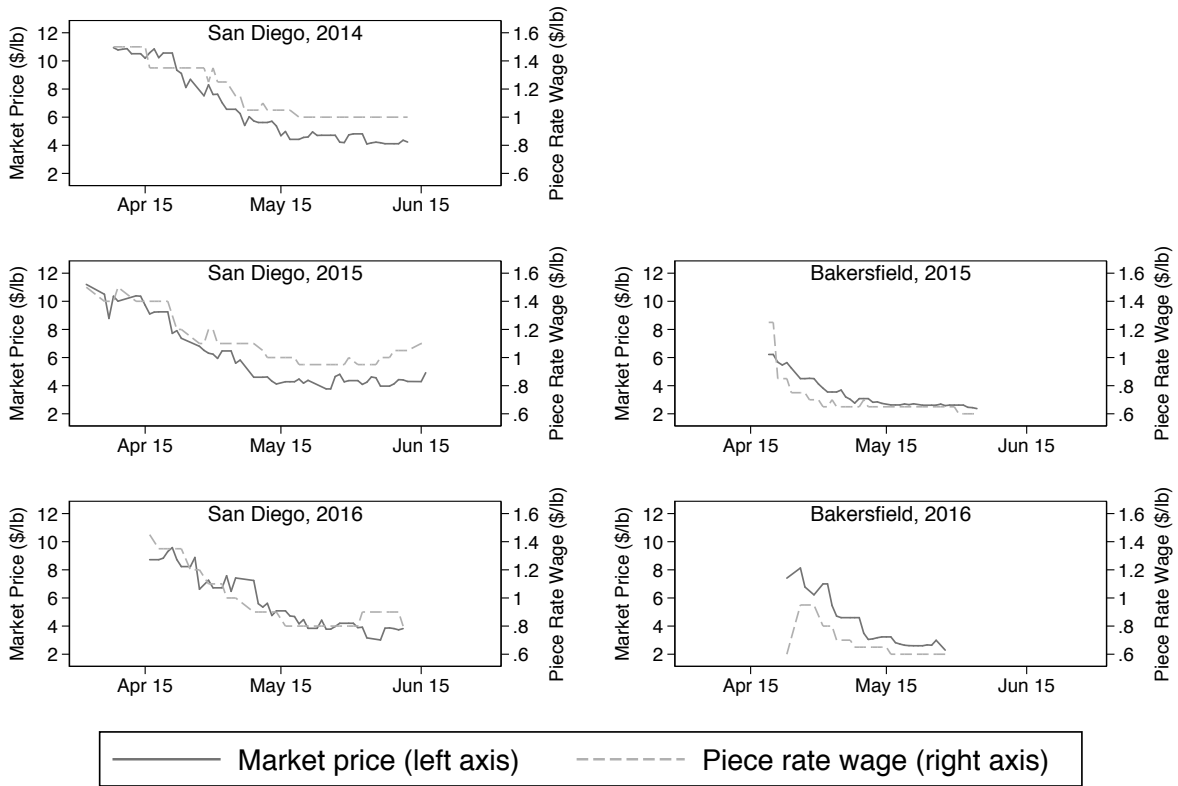 San Diego, 2014
Market Price ($/lb)
12
10
8
6
4
2
Piece Rate Wage ($/lb)
1.6
1.4
1.2
1
.8
.6
Apr 15 May 15 Jun 15
San Diego, 2015
Market Price ($/lb)
12
10
8
6
4
2
Piece Rate Wage ($/lb)
1.6
1.4
1.2
1
.8
.6
Apr 15 May 15 Jun 15
Bakersfield, 2015
Market Price ($/lb)
12
10
8
6
4
2
Piece Rate Wage ($/lb)
1.6
1.4
1.2
1
.8
.6
Apr 15 May 15 Jun 15
San Diego, 2016
Market Price ($/lb)
12
10
8
6
4
2
Piece Rate Wage ($/lb)
1.6
1.4
1.2
1
.8
.6
Apr 15 May 15 Jun 15
Bakersfield, 2016
Market Price ($/lb)
12
10
8
6
4
2
Piece Rate Wage ($/lb)
1.6
1.4
1.2
1
.8
.6
Apr 15 May 15 Jun 15
Market price (left axis) Piece rate wage (right axis)